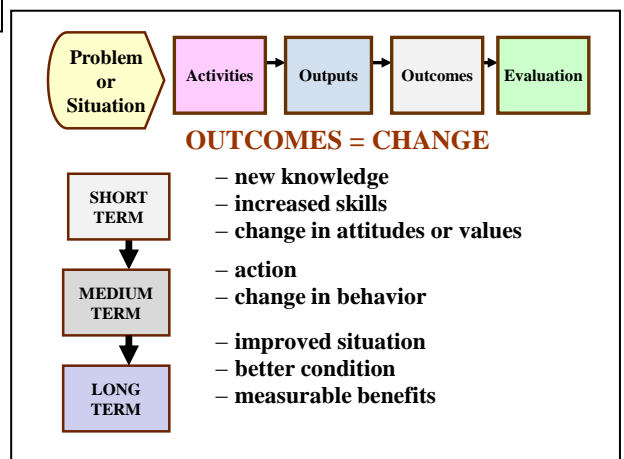 Problem
or
Situation
Activities
Outputs
Outcomes
Evaluation
OUTCOMES = CHANGE
SHORT
TERM
– new knowledge
– increased skills
– change in attitudes or values
MEDIUM
TERM
– action
– change in behavior
LONG
TERM
– improved situation
– better condition
– measurable benefits